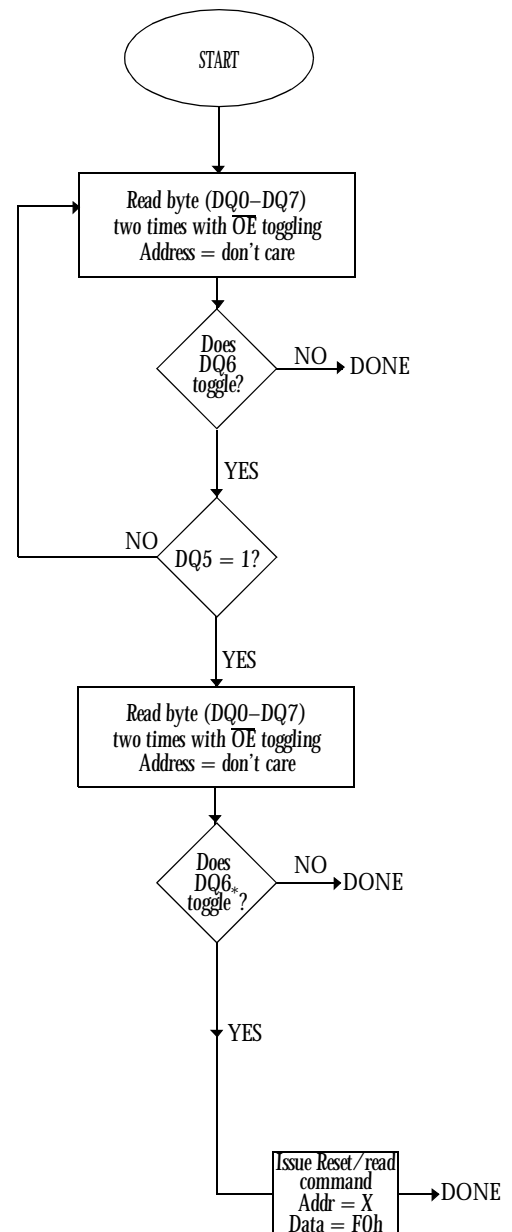 START
Read byte (DQ0–DQ7)
two times with O̅E̅ toggling
Address = don't care
Does
DQ6
toggle?
NO
DONE
YES
DQ5 = 1?
NO
YES
Read byte (DQ0–DQ7)
two times with O̅E̅ toggling
Address = don't care
Does
DQ6
toggle*?
NO
DONE
YES
Issue Reset/read
command
Addr = X
Data = F0h
DONE